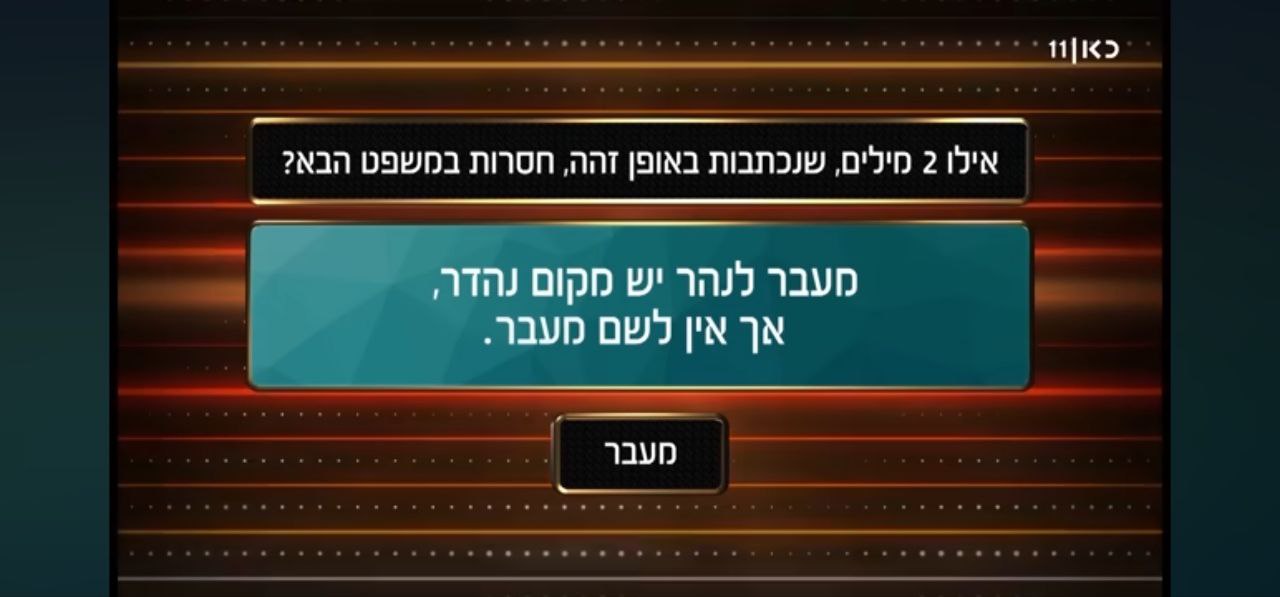 כאן|11
אילו 2 מילים, שנכתבות באופן זהה, חסרות במשפט הבא?
מעבר לנהר יש מקום נהדר,
אך אין לשם מעבר.
מעבר